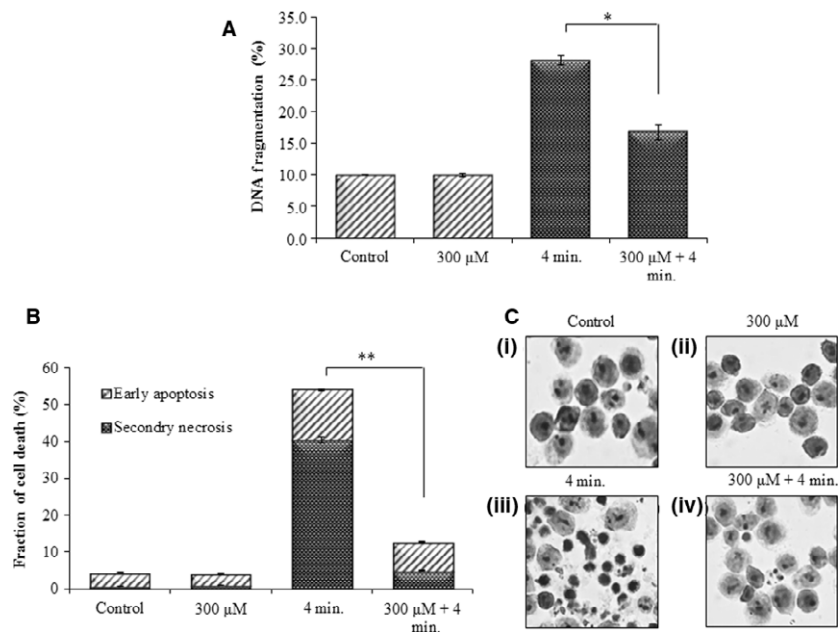 A
DNA fragmentation (%)
35.0
30.0
25.0
20.0
15.0
10.0
5.0
0.0
*
Control
300 µM
4 min.
300 µM + 4
min.
B
Fraction of cell death (%)
60
50
40
30
20
10
0
Early apoptosis
Secondry necrosis
**
Control
300 µM
4 min.
300 µM + 4
min.
C
Control
300 µM
(i)
(ii)
4 min.
300 µM + 4 min.
(iii)
(iv)